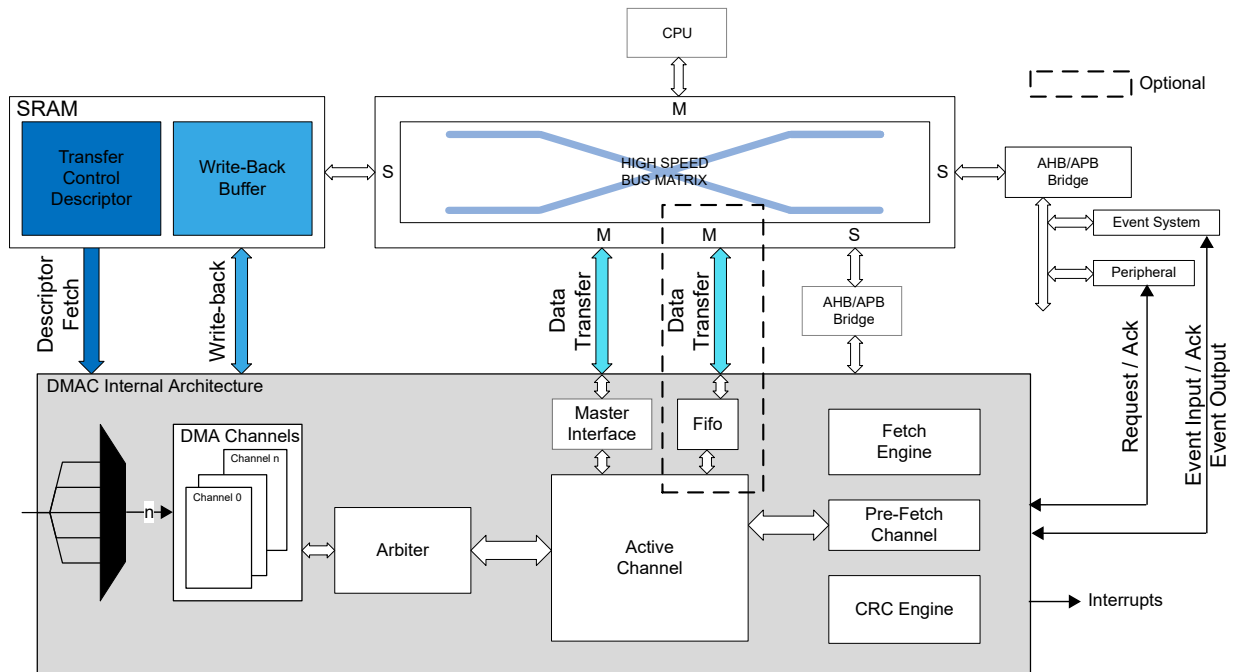 CPU
Optional
SRAM
M
Transfer
Control
Descriptor
Write-Back
Buffer
S
HIGH SPEED
BUS MATRIX
S
AHB/APB
Bridge
M
M
S
Event System
Peripheral
Descriptor
Fetch
Write-back
Data
Transfer
Data
Transfer
AHB/APB
Bridge
Request / Ack
Event Input / Ack
Event Output
DMAC Internal Architecture
Master
Interface
Fifo
Fetch
Engine
DMA Channels
Channel n
Channel 0
n
Arbiter
Active
Channel
Pre-Fetch
Channel
CRC Engine
Interrupts